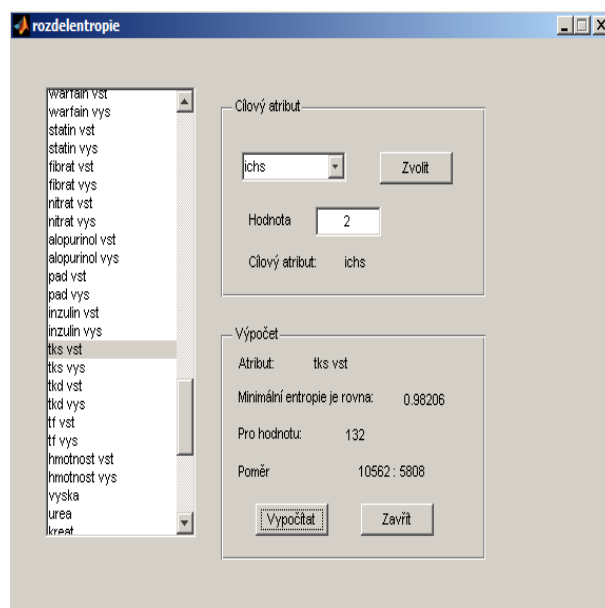 rozdelentropie
warfain vst
warfain vys
statin vst
statin vys
fibrat vst
fibrat vys
nitrat vst
nitrat vys
alopurinol vst
alopurinol vys
pad vst
pad vys
inzulin vst
inzulin vys
tks vst
tks vys
tkd vst
tkd vys
tf vst
tf vys
hmotnost vst
hmotnost vys
vyska
urea
kreat
Cílový atribut
ichs
Zvolit
Hodnota 2
Cílový atribut: ichs
Výpočet
Atribut: tks vst
Minimální entropie je rovna: 0.98206
Pro hodnotu: 132
Poměr 10562 : 5808
Vypočítat Zavřít